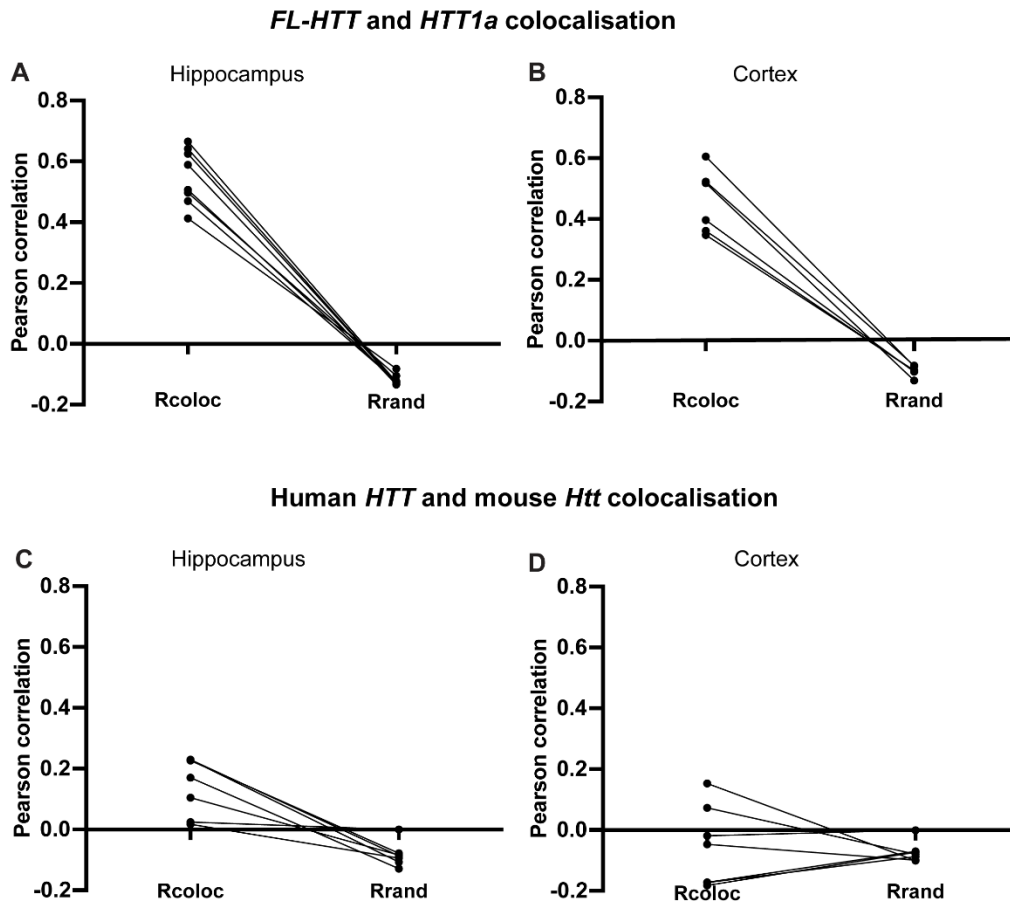 FL-HTT and HTT1a colocalisation
A
Hippocampus
0.8
0.6
0.4
0.2
0.0
-0.2
Pearson correlation
Rcoloc
Rrand
B
Cortex
0.8
0.6
0.4
0.2
0.0
-0.2
Pearson correlation
Rcoloc
Rrand
Human HTT and mouse Htt colocalisation
C
Hippocampus
0.8
0.6
0.4
0.2
0.0
-0.2
Pearson correlation
Rcoloc
Rrand
D
Cortex
0.8
0.6
0.4
0.2
0.0
-0.2
Pearson correlation
Rcoloc
Rrand